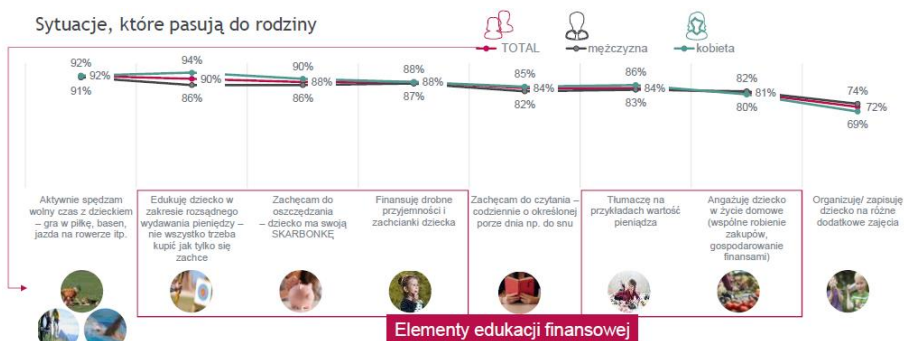 Sytuacje, które pasują do rodziny
TOTAL
mężczyzna
kobieta
92%
92%
91%
94%
90%
86%
90%
88%
86%
88%
88%
87%
85%
84%
82%
86%
84%
83%
82%
81%
80%
74%
72%
69%
Aktywnie spędzam
wolny czas z dzieckiem
– gra w piłkę, basen,
jazda na rowerze itp.
Edukuję dziecko w
zakresie rozsądnego
wydawania pieniędzy –
nie wszystko trzeba
kupić jak tylko się
zachce
Zachęcam do
oszczędzania
– dziecko ma swoją
SKARBONKĘ
Finansuję drobne
przyjemności i
zachcianki dziecka
Zachęcam do czytania –
codziennie o określonej
porze dnia np. do snu
Tłumaczę na
przykładach wartość
pieniądza
Angażuję dziecko
w życie domowe
(wspólne robienie
zakupów,
gospodarowanie
finansami)
Organizuję/ zapisuję
dziecko na różne
dodatkowe zajęcia
Elementy edukacji finansowej